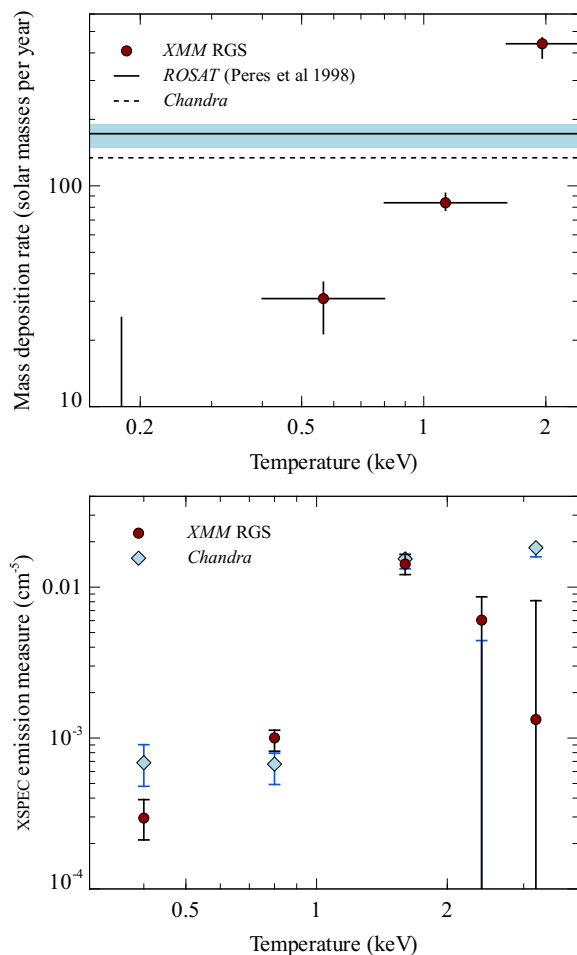 Mass deposition rate (solar masses per year)
XMM RGS
ROSAT (Peres et al 1998)
Chandra
100
10
0.2
0.5
1
2
Temperature (keV)
XSPEC emission measure (cm-5)
XMM RGS
Chandra
0.01
10-3
10-4
0.5
1
2
Temperature (keV)